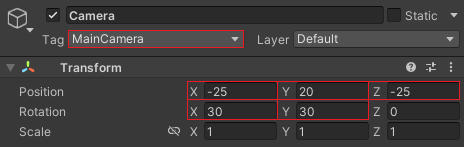 Camera Static
Tag MainCamera Layer Default
Transform
Position X -25 Y 20 Z -25
Rotation X 30 Y 30 Z 0
Scale X 1 Y 1 Z 1